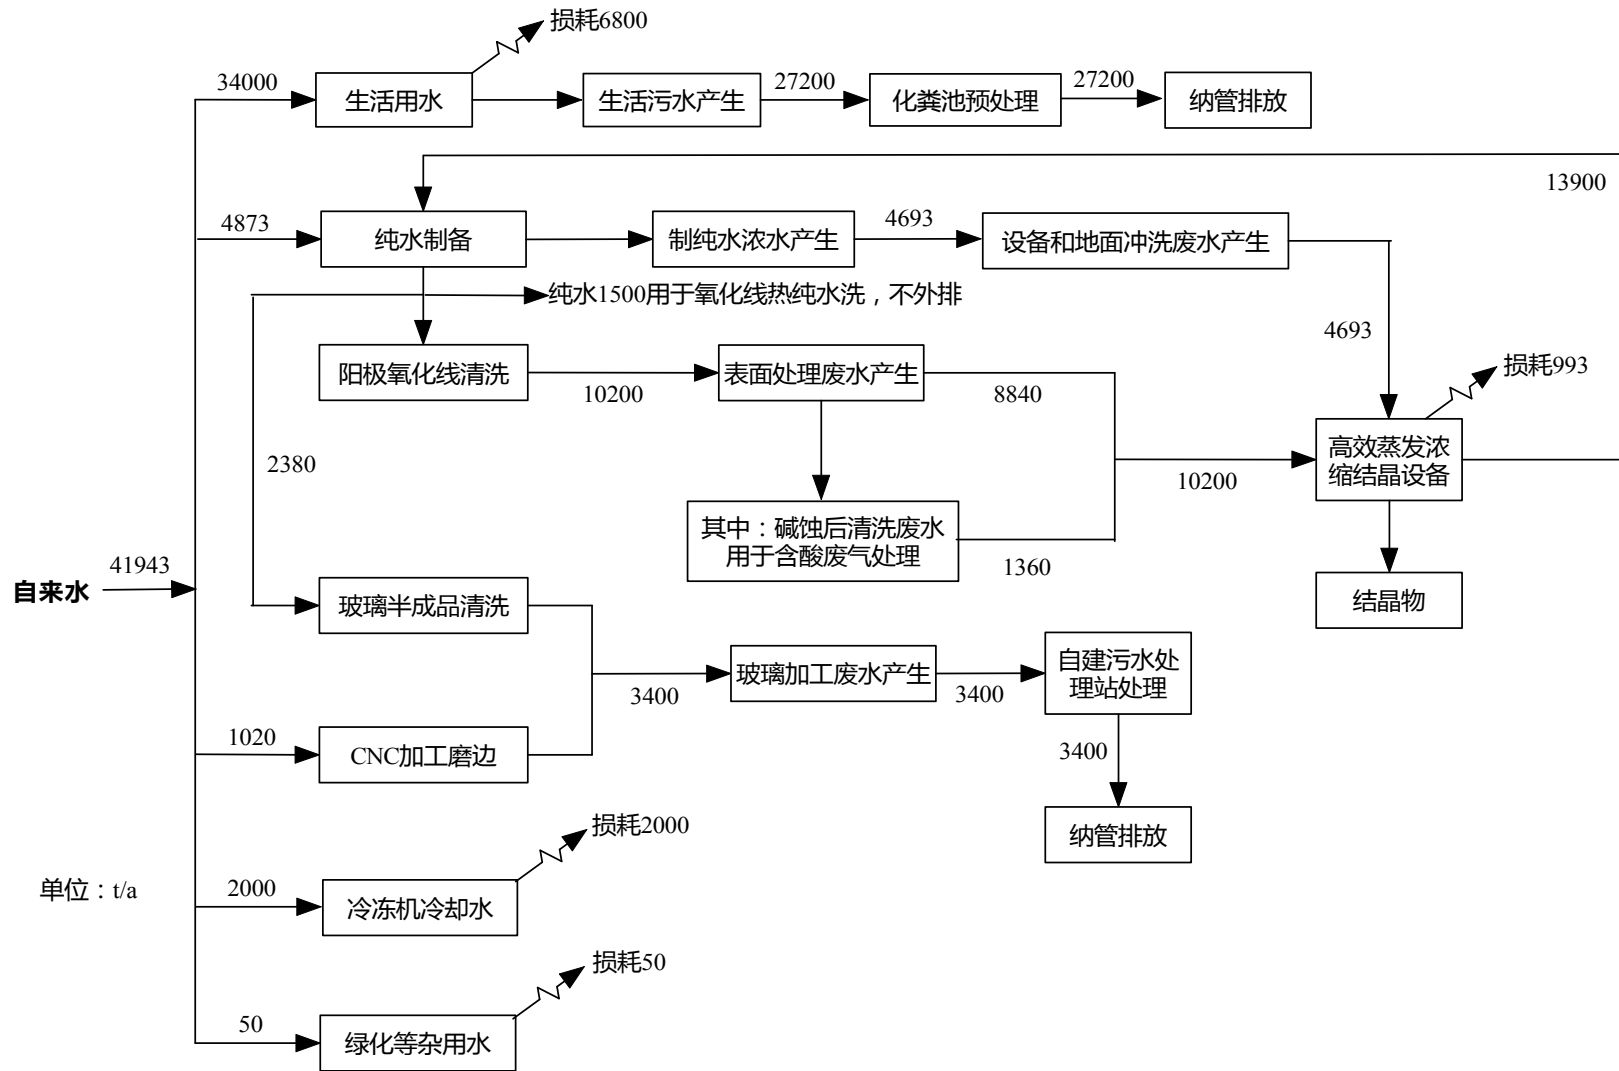 损耗6800
34000
生活用水
生活污水产生
27200
化粪池预处理
27200
纳管排放
13900
4873
纯水制备
制纯水浓水产生
4693
设备和地面冲洗废水产生
纯水1500用于氧化线热纯水洗，不外排
4693
阳极氧化线清洗
10200
表面处理废水产生
8840
损耗993
2380
高效蒸发浓
缩结晶设备
10200
其中：碱蚀后清洗废水
用于含酸废气处理
1360
41943
自来水
玻璃半成品清洗
结晶物
3400
玻璃加工废水产生
3400
自建污水处
理站处理
1020
CNC加工磨边
3400
纳管排放
损耗2000
单位：t/a
2000
冷冻机冷却水
损耗50
50
绿化等杂用水